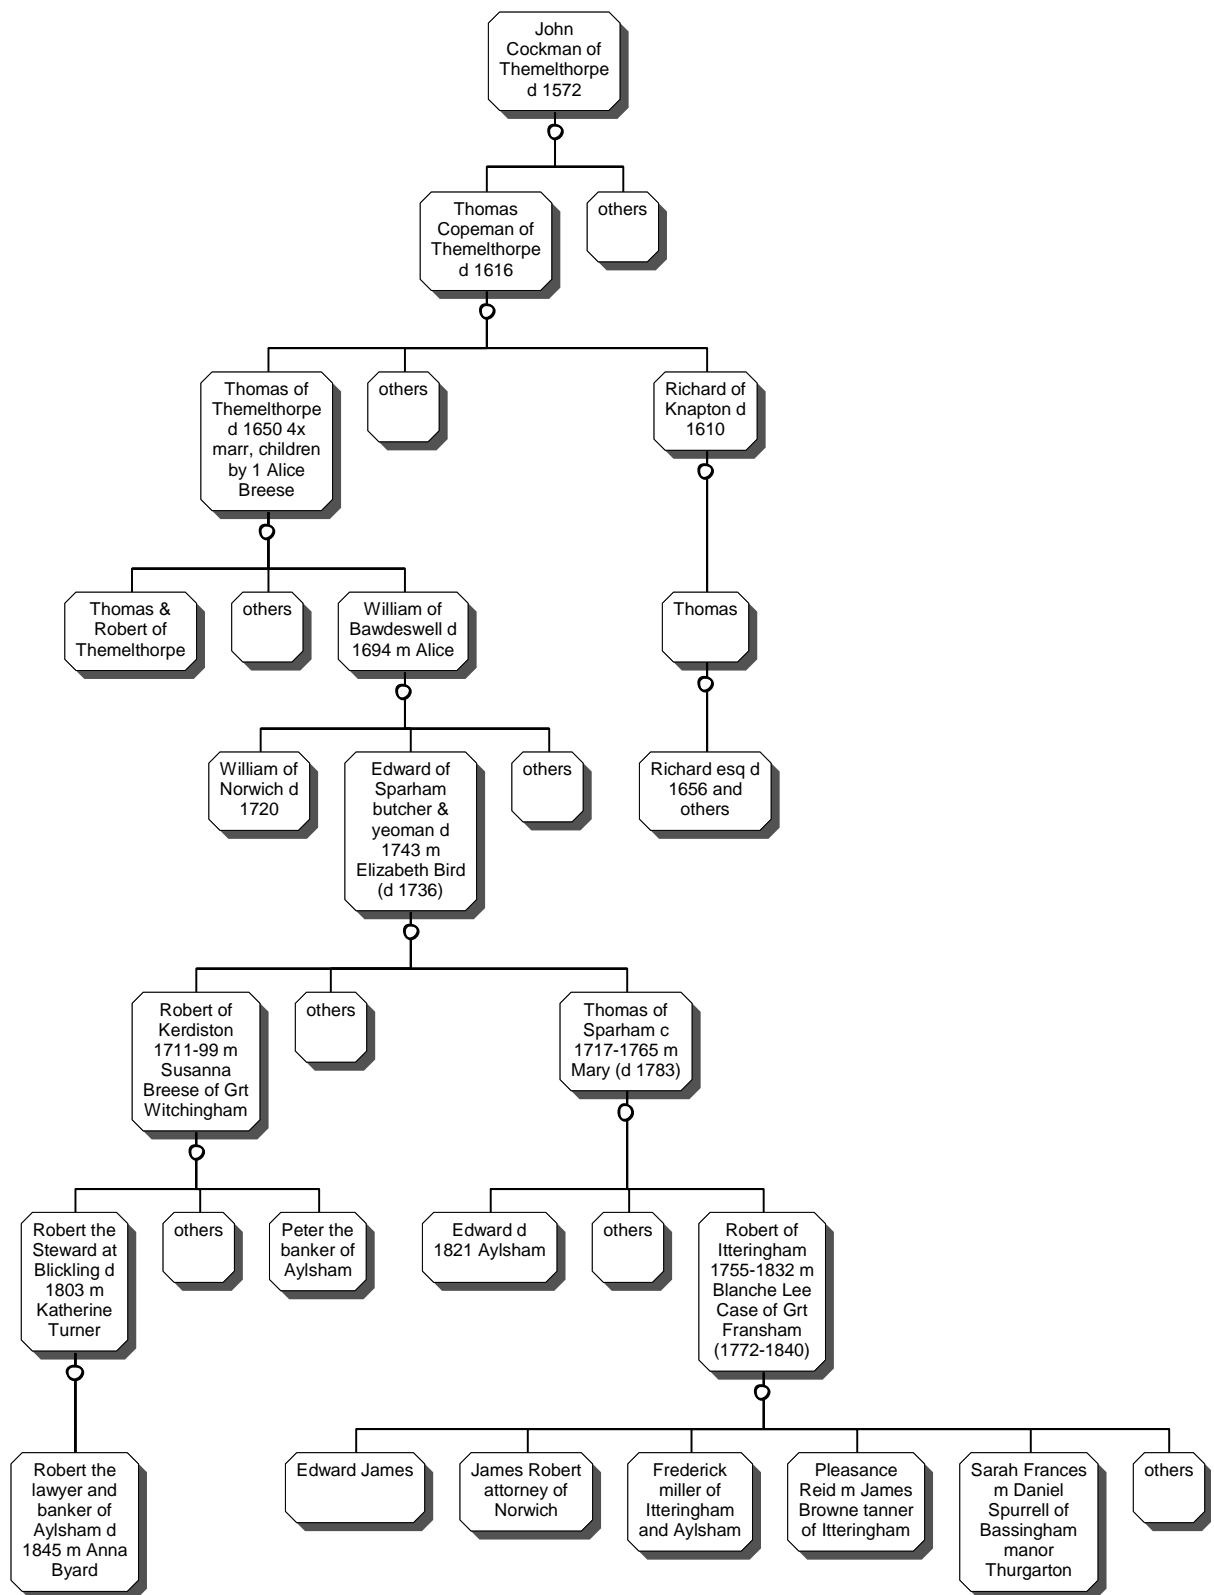 John
Cockman of
Themelthorpe
d 1572
Thomas
Copeman of
Themelthorpe
d 1616
others
Thomas of
Themelthorpe
d 1650 4x
marr, children
by 1 Alice
Breese
others
Richard of
Knapton d
1610
Thomas &
Robert of
Themelthorpe
others
William of
Bawdeswell d
1694 m Alice
Thomas
William of
Norwich d
1720
Edward of
Sparham
butcher &
yeoman d
1743 m
Elizabeth Bird
(d 1736)
others
Richard esq d
1656 and
others
Robert of
Kerdiston
1711-99 m
Susanna
Breese of Grt
Witchingham
others
Thomas of
Sparham c
1717-1765 m
Mary (d 1783)
Robert the
Steward at
Blickling d
1803 m
Katherine
Turner
others
Peter the
banker of
Aylsham
Edward d
1821 Aylsham
others
Robert of
Itteringham
1755-1832 m
Blanche Lee
Case of Grt
Fransham
(1772-1840)
Robert the
lawyer and
banker of
Aylsham d
1845 m Anna
Byard
Edward James
James Robert
attorney of
Norwich
Frederick
miller of
Itteringham
and Aylsham
Pleasance
Reid m James
Browne tanner
of Itteringham
Sarah Frances
m Daniel
Spurrell of
Bassingham
manor
Thurgarton
others